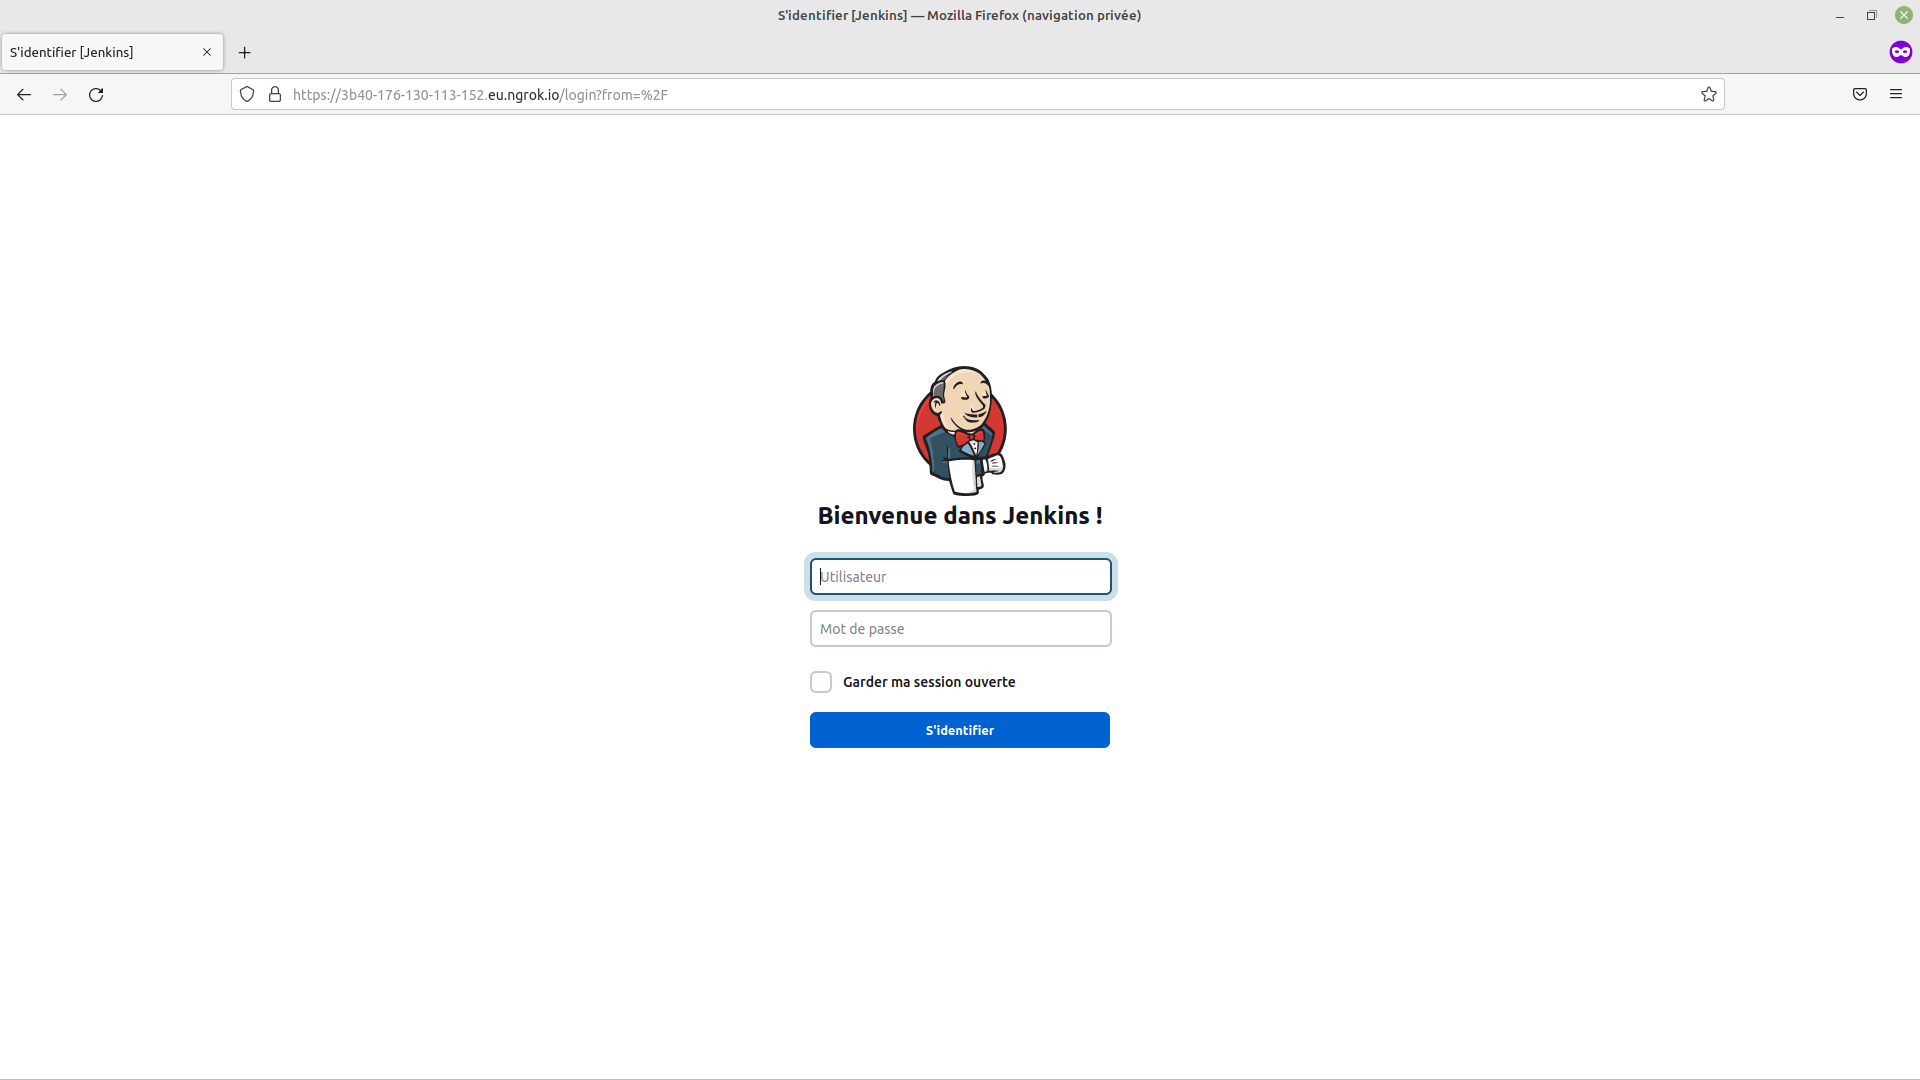 S'identifier [Jenkins] — Mozilla Firefox (navigation privée)
S'identifier [Jenkins]
https://3b40-176-130-113-152.eu.ngrok.io/login?from=%2F
Bienvenue dans Jenkins !
Utilisateur
Mot de passe
Garder ma session ouverte
S'identifier